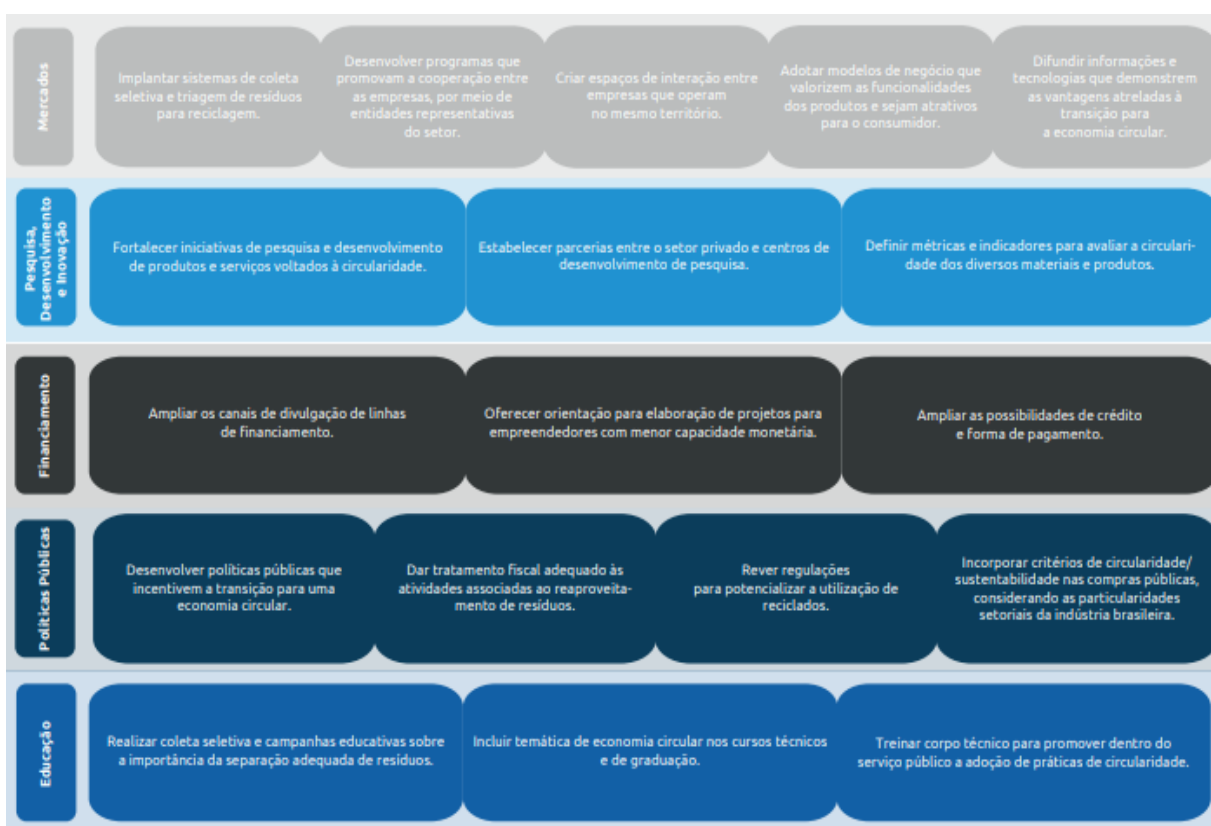 Mercados
Implantar sistemas de coleta
seletiva e triagem de resíduos
para reciclagem.
Desenvolver programas que
promovam a cooperação entre
as empresas, por meio de
entidades representativas
do setor.
Criar espaços de interação entre
empresas que operam
no mesmo território.
Adotar modelos de negócio que
valorizem as funcionalidades
dos produtos e sejam atrativos
para o consumidor.
Difundir informações e
tecnologias que demonstrem
as vantagens atreladas à
transição para
a economia circular.
Pesquisa,
Desenvolvimento
e Inovação
Fortalecer iniciativas de pesquisa e desenvolvimento
de produtos e serviços voltados à circularidade.
Estabelecer parcerias entre o setor privado e centros de
desenvolvimento de pesquisa.
Definir métricas e indicadores para avaliar a circulari-
dade dos diversos materiais e produtos.
Financiamento
Ampliar os canais de divulgação de linhas
de financiamento.
Oferecer orientação para elaboração de projetos para
empreendedores com menor capacidade monetária.
Ampliar as possibilidades de crédito
e forma de pagamento.
Políticas Públicas
Desenvolver políticas públicas que
incentivem a transição para uma
economia circular.
Dar tratamento fiscal adequado às
atividades associadas ao reaproveita-
mento de resíduos.
Rever regulações
para potencializar a utilização de
reciclados.
Incorporar critérios de circularidade/
sustentabilidade nas compras públicas,
considerando as particularidades
setoriais da indústria brasileira.
Educação
Realizar coleta seletiva e campanhas educativas sobre
a importância da separação adequada de resíduos.
Incluir temática de economia circular nos cursos técnicos
e de graduação.
Treinar corpo técnico para promover dentro do
serviço público a adoção de práticas de circularidade.